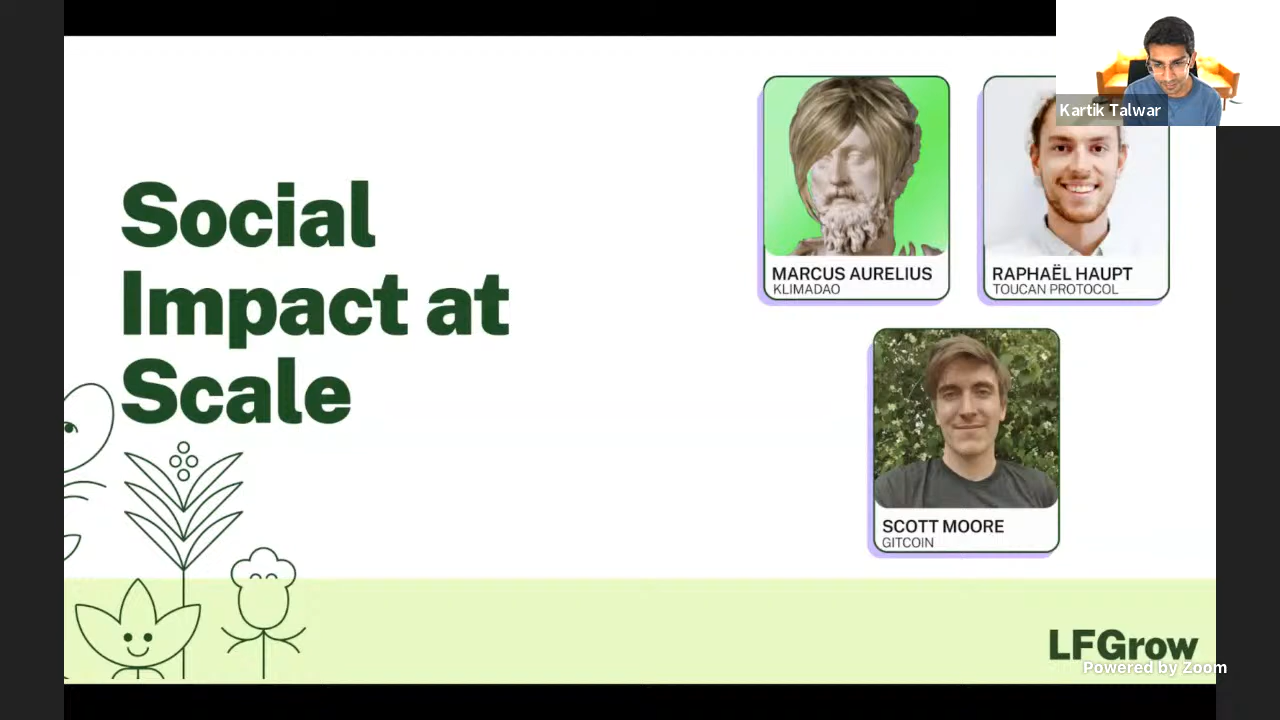 Social
Impact at
Scale
MARCUS AURELIUS
KLIMADAO
RAPHAËL HAUPT
TOUCAN PROTOCOL
Kartik Talwar
SCOTT MOORE
GITCOIN
LFGrow
Powered by Zoom